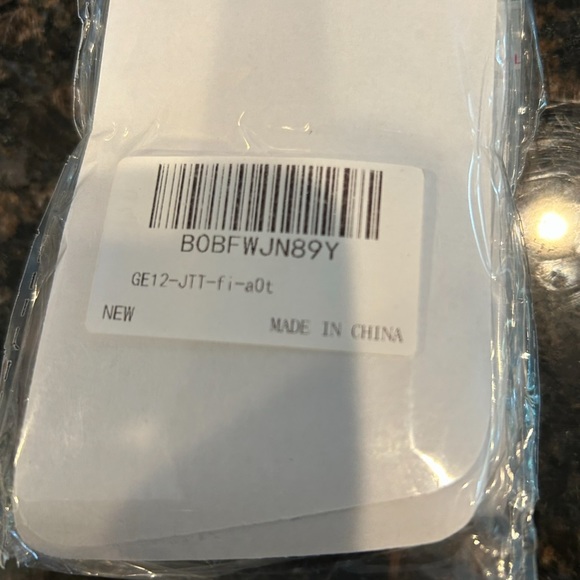 B0BFWJN89Y
GE12-JTT-fi-a0t
NEW
MADE IN CHINA